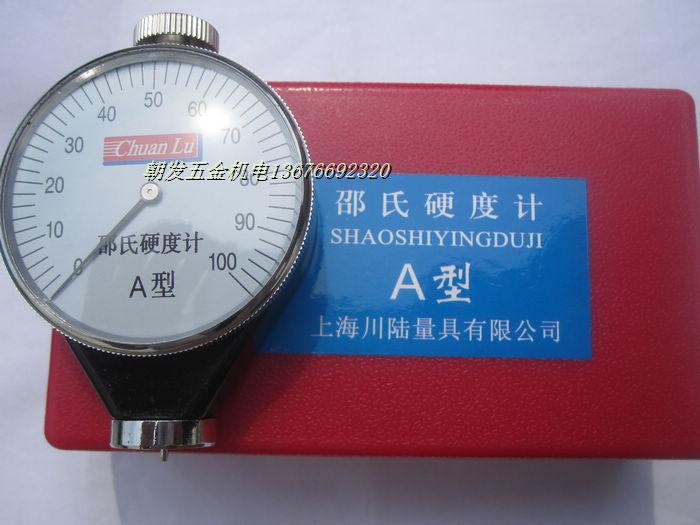 50
40
60
30
70
Chuan Lu
朝发五金机电13676692320
20
80
10
90
邵氏硬度计
0
100
A型
邵氏硬度计
SHAOSHIYINGDUJI
A型
上海川陆量具有限公司